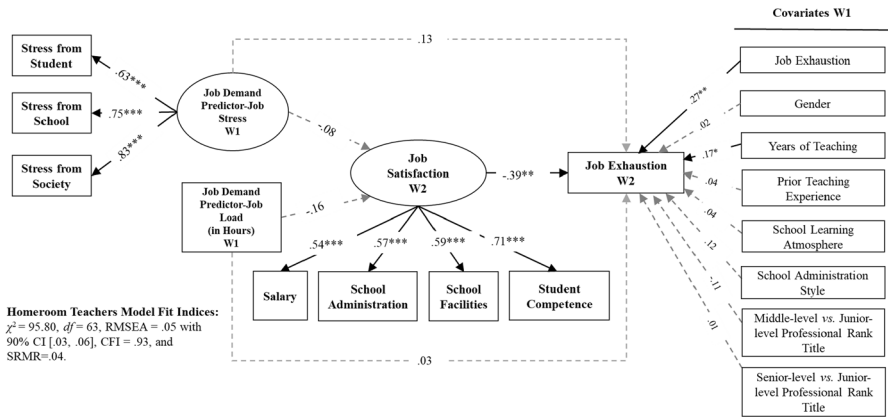 Covariates W1
.13
Stress from
Student
.63***
Job Demand
Predictor-Job
Stress
W1
Job Exhaustion
.27**
Gender
.02
Stress from
School
.75***
-.08
Years of Teaching
.17*
Stress from
Society
.83***
Job
Satisfaction
W2
-.39**
Job Exhaustion
W2
Prior Teaching
Experience
.04
Job Demand
Predictor-Job
Load
(in Hours)
W1
-.16
School Learning
Atmosphere
.04
.54***
.57***
.59***
.71***
School Administration
Style
.12
Salary
School
Administration
School
Facilities
Student
Competence
Middle-level vs. Junior-
level Professional Rank
Title
-.11
Homeroom Teachers Model Fit Indices:
χ² = 95.80, df = 63, RMSEA = .05 with
90% CI [.03, .06], CFI = .93, and
SRMR=.04.
.03
Senior-level vs. Junior-
level Professional Rank
Title
.01